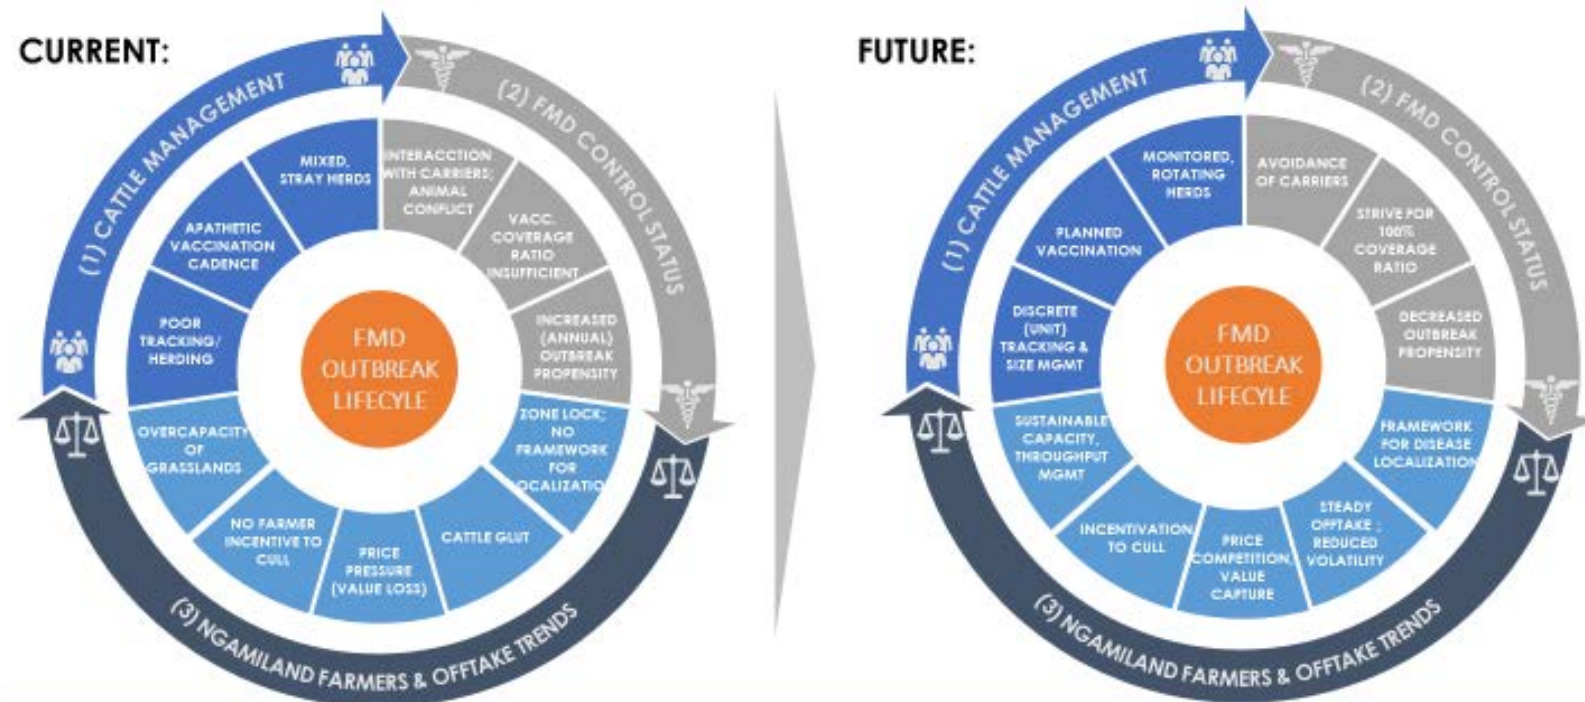 CURRENT:
(1) CATTLE MANAGEMENT
(2) FMD CONTROL STATUS
(3) NGAMILAND FARMERS & OFFTAKE TRENDS
MIXED,
STRAY HERDS
INTERACCTION
WITH CARRIERS;
ANIMAL
CONFLICT
VACC.
COVERAGE
RATIO
INSUFFICIENT
INCREASED
(ANNUAL)
OUTBREAK
PROPENSITY
ZONE LOCK;
NO
FRAMEWORK
FOR
LOCALIZATIO
CATTLE GLUT
PRICE
PRESSURE
(VALUE LOSS)
NO FARMER
INCENTIVE TO
CULL
OVERCAPACITY
OF
GRASSLANDS
POOR
TRACKING/
HERDING
APATHETIC
VACCINATION
CADENCE
FMD
OUTBREAK
LIFECYLE
FUTURE:
(1) CATTLE MANAGEMENT
(2) FMD CONTROL STATUS
(3) NGAMILAND FARMERS & OFFTAKE TRENDS
MONITORED,
ROTATING
HERDS
AVOIDANCE
OF CARRIERS
STRIVE FOR
100%
COVERAGE
RATIO
DECREASED
OUTBREAK
PROPENSITY
FRAMEWORK
FOR DISEASE
LOCALIZATION
STEADY
OFFTAKE ;
REDUCED
VOLATILITY
PRICE
COMPETITION,
VALUE
CAPTURE
INCENTIVATION
TO CULL
SUSTAINABLE
CAPACITY,
THROUGHPUT
MGMT
DISCRETE
(UNIT)
TRACKING &
SIZE MGMT
PLANNED
VACCINATION
FMD
OUTBREAK
LIFECYLE